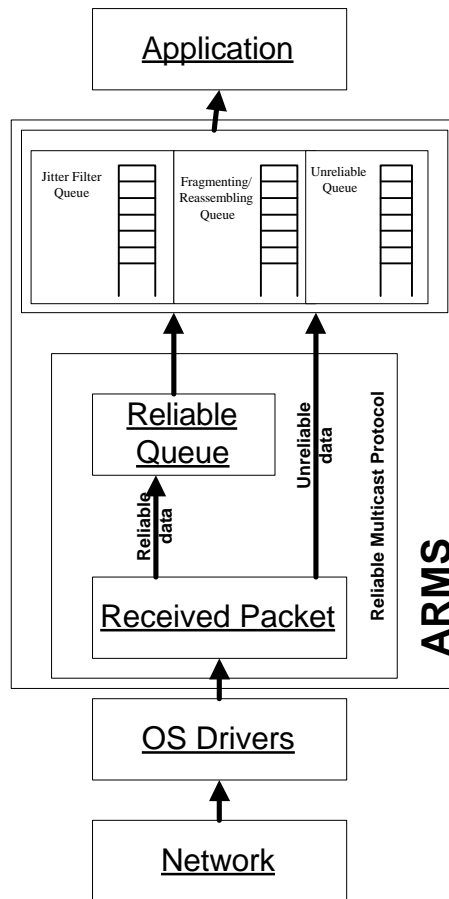 Application
Jitter Filter
Queue
Fragmenting/
Reassembling
Queue
Unreliable
Queue
Reliable
Queue
Reliable
data
Unreliable
data
Reliable Multicast Protocol
ARMS
Received Packet
OS Drivers
Network